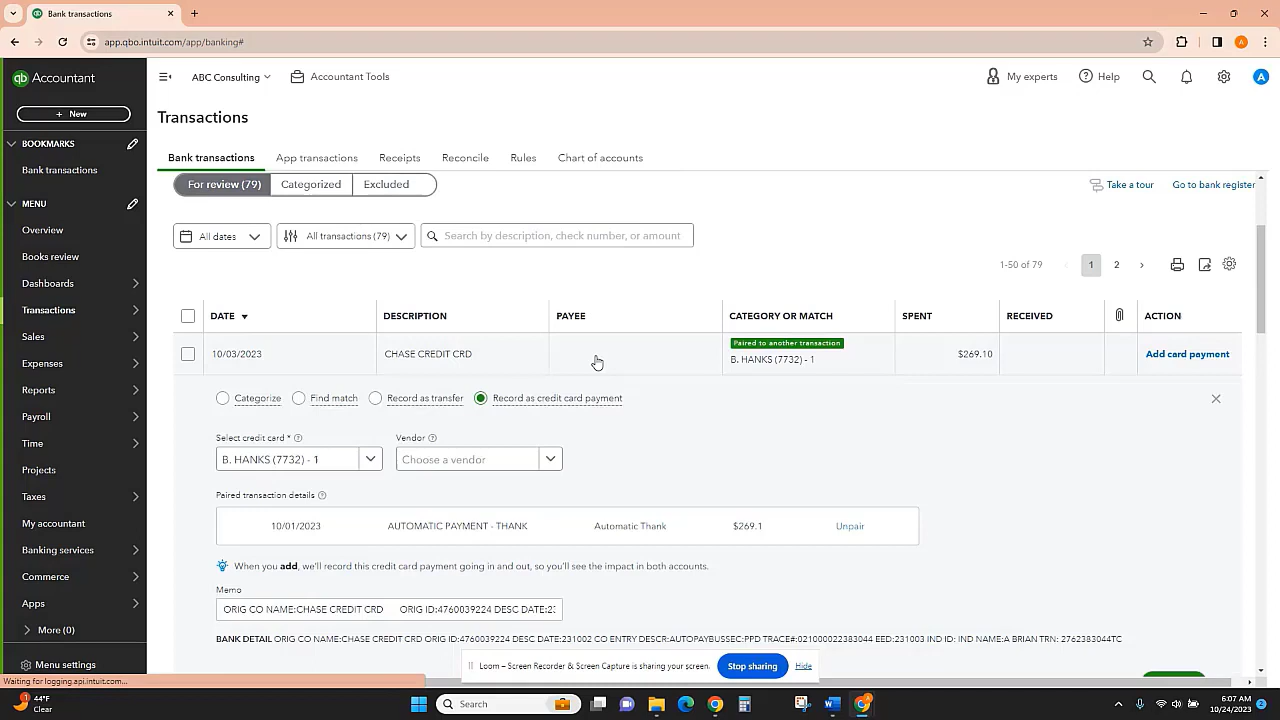 Bank transactions
app.qbo.intuit.com/app/banking#
qb Accountant
ABC Consulting
Accountant Tools
My experts
Help
A
+ New
BOOKMARKS
Bank transactions
MENU
Overview
Books review
Dashboards
Transactions
Sales
Expenses
Reports
Payroll
Time
Projects
Taxes
My accountant
Banking services
Commerce
Apps
More (0)
Menu settings
Transactions
Bank transactions App transactions Receipts Reconcile Rules Chart of accounts
For review (79) Categorized Excluded
Take a tour Go to bank register
All dates All transactions (79) Search by description, check number, or amount
1-50 of 79 1 2
DATE DESCRIPTION PAYEE CATEGORY OR MATCH SPENT RECEIVED ACTION
Paired to another transaction
10/03/2023 CHASE CREDIT CRD B. HANKS (7732) - 1 $269.10 Add card payment
Categorize Find match Record as transfer Record as credit card payment
Select credit card * Vendor
B. HANKS (7732) - 1 Choose a vendor
Paired transaction details
10/01/2023 AUTOMATIC PAYMENT - THANK Automatic Thank $269.1 Unpair
When you add, we'll record this credit card payment going in and out, so you'll see the impact in both accounts.
Memo
ORIG CO NAME:CHASE CREDIT CRD ORIG ID:4760039224 DESC DATE:23
BANK DETAIL ORIG CO NAME:CHASE CREDIT CRD ORIG ID:4760039224 DESC DATE:231002 CO ENTRY DESCR:AUTOPAYBUSSEC:PPD TRACE#:021000022383044 EED:231003 IND ID: IND NAME:A BRIAN TRN: 2762383044TC
Loom – Screen Recorder & Screen Capture is sharing your screen. Stop sharing Hide
Waiting for logging.api.intuit.com...
44°F
Clear
Search
6:07 AM
10/24/2023